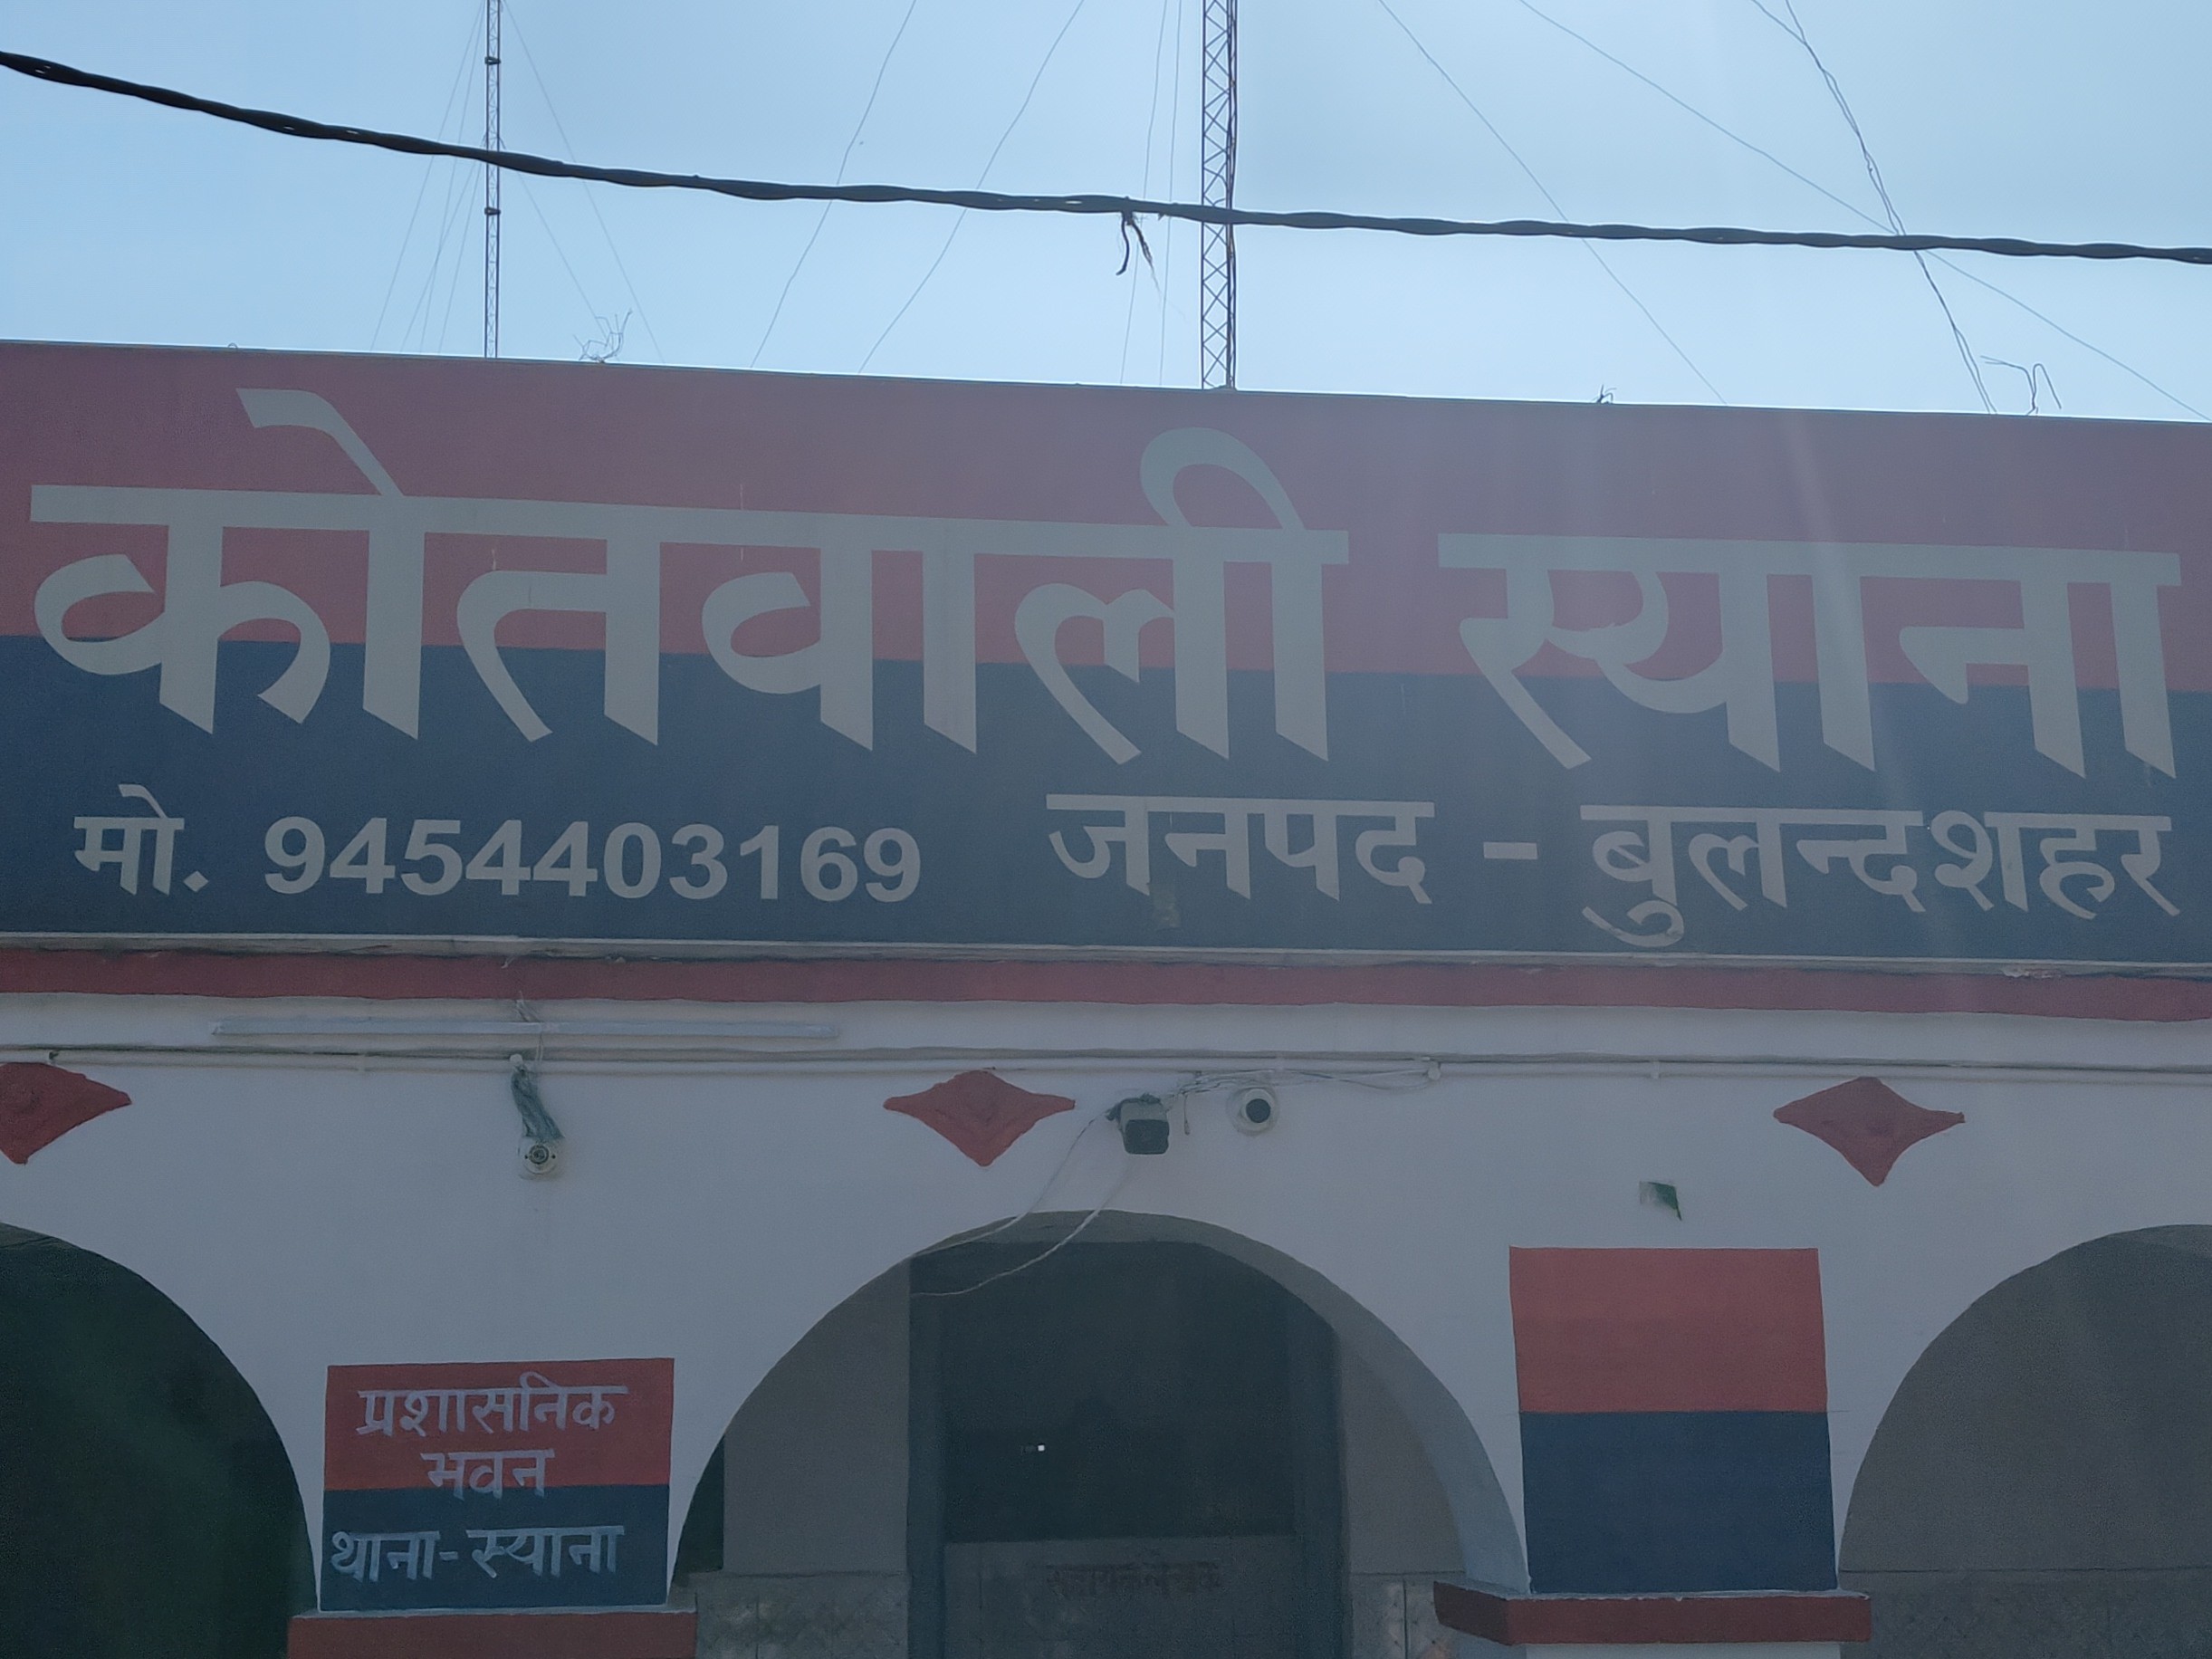 कोतवाली स्याना
मो. 9454403169 जनपद - बुलन्दशहर
प्रशासनिक
भवन
थाना-स्याना